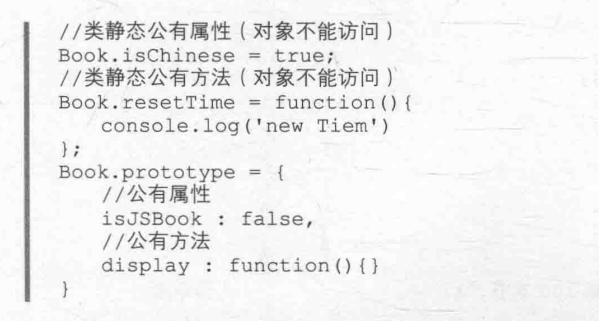 //类静态公有属性（对象不能访问）
Book.isChinese = true;
//类静态公有方法（对象不能访问）
Book.resetTime = function(){
    console.log('new Tiem')
};
Book.prototype = {
    //公有属性
    isJSBook : false,
    //公有方法
    display : function(){}
}